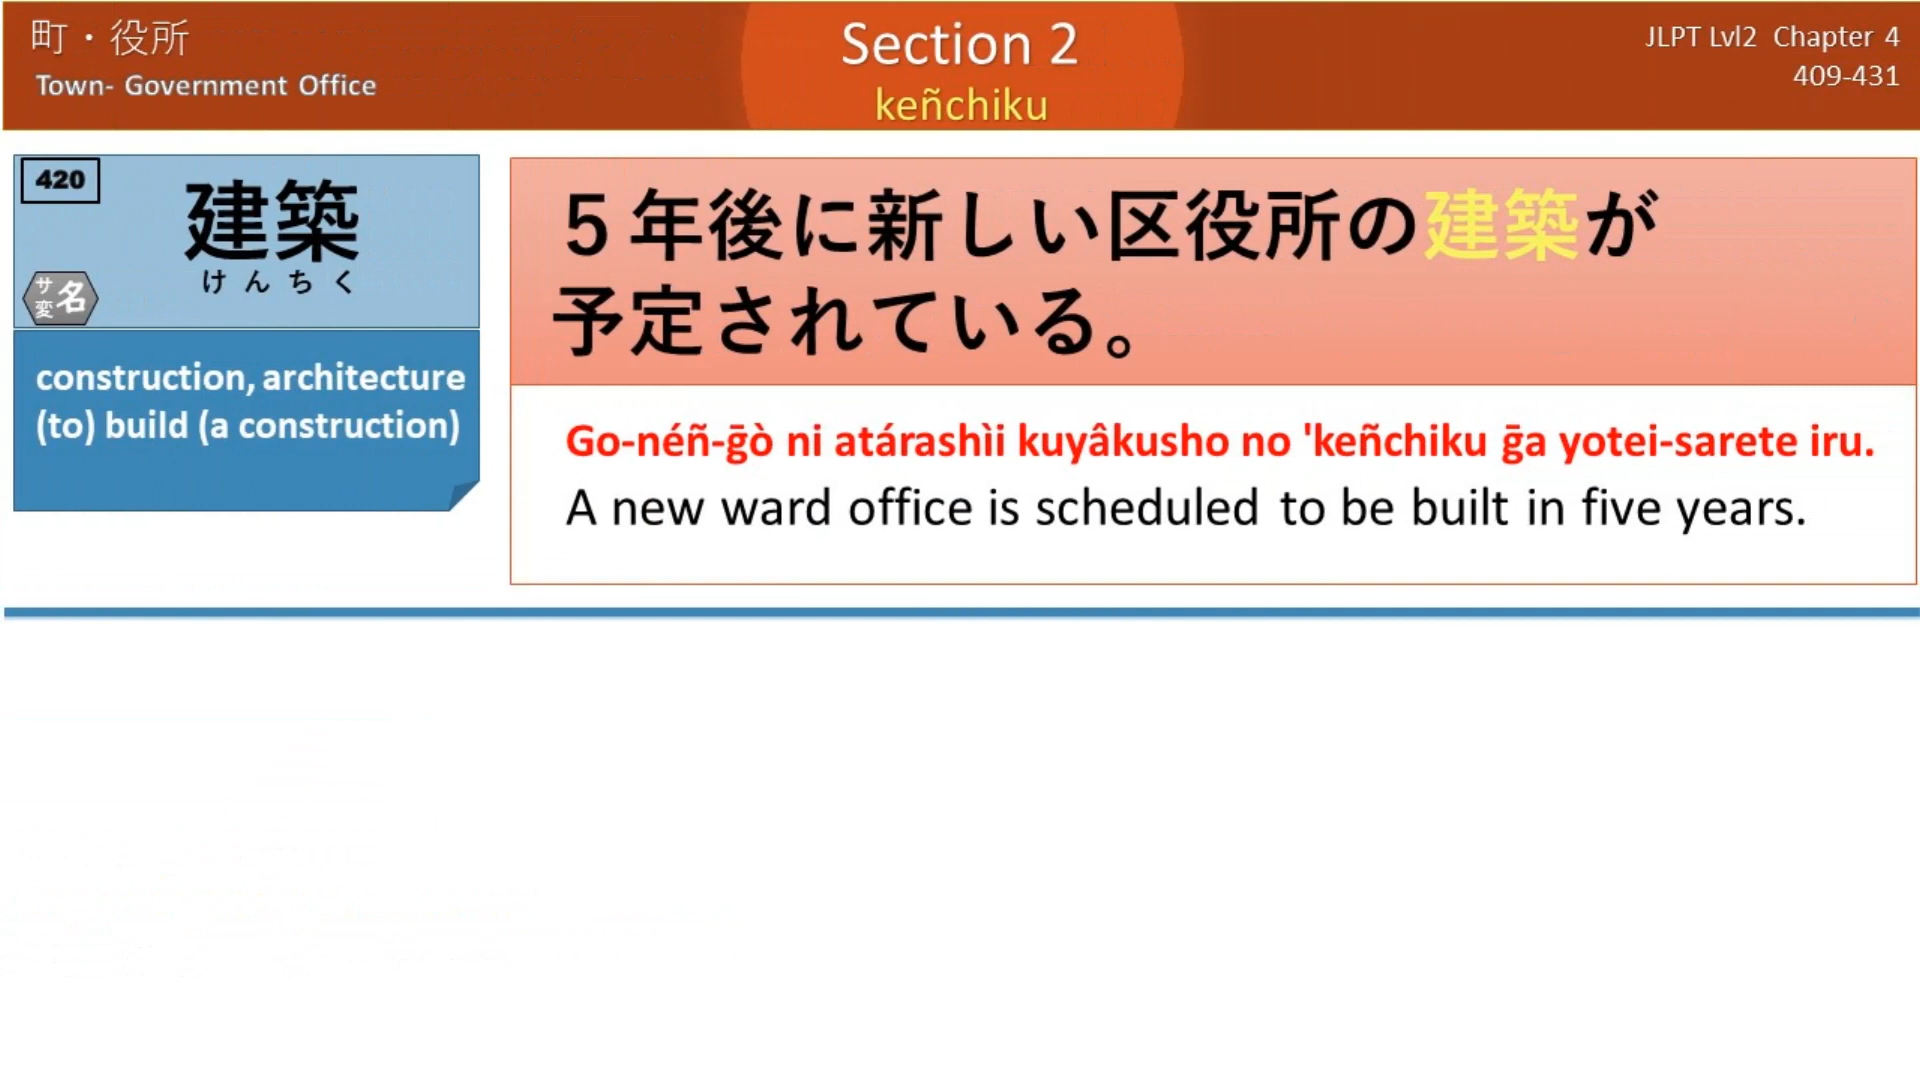 町・役所
Town- Government Office
Section 2
keñchiku
JLPT Lvl2 Chapter 4
409-431
420
建築
けんちく
サ変 名
construction, architecture
(to) build (a construction)
５年後に新しい区役所の建築が
予定されている。
Go-néñ-ḡò ni atárashìi kuyâkusho no 'keñchiku ḡa yotei-sarete iru.
A new ward office is scheduled to be built in five years.